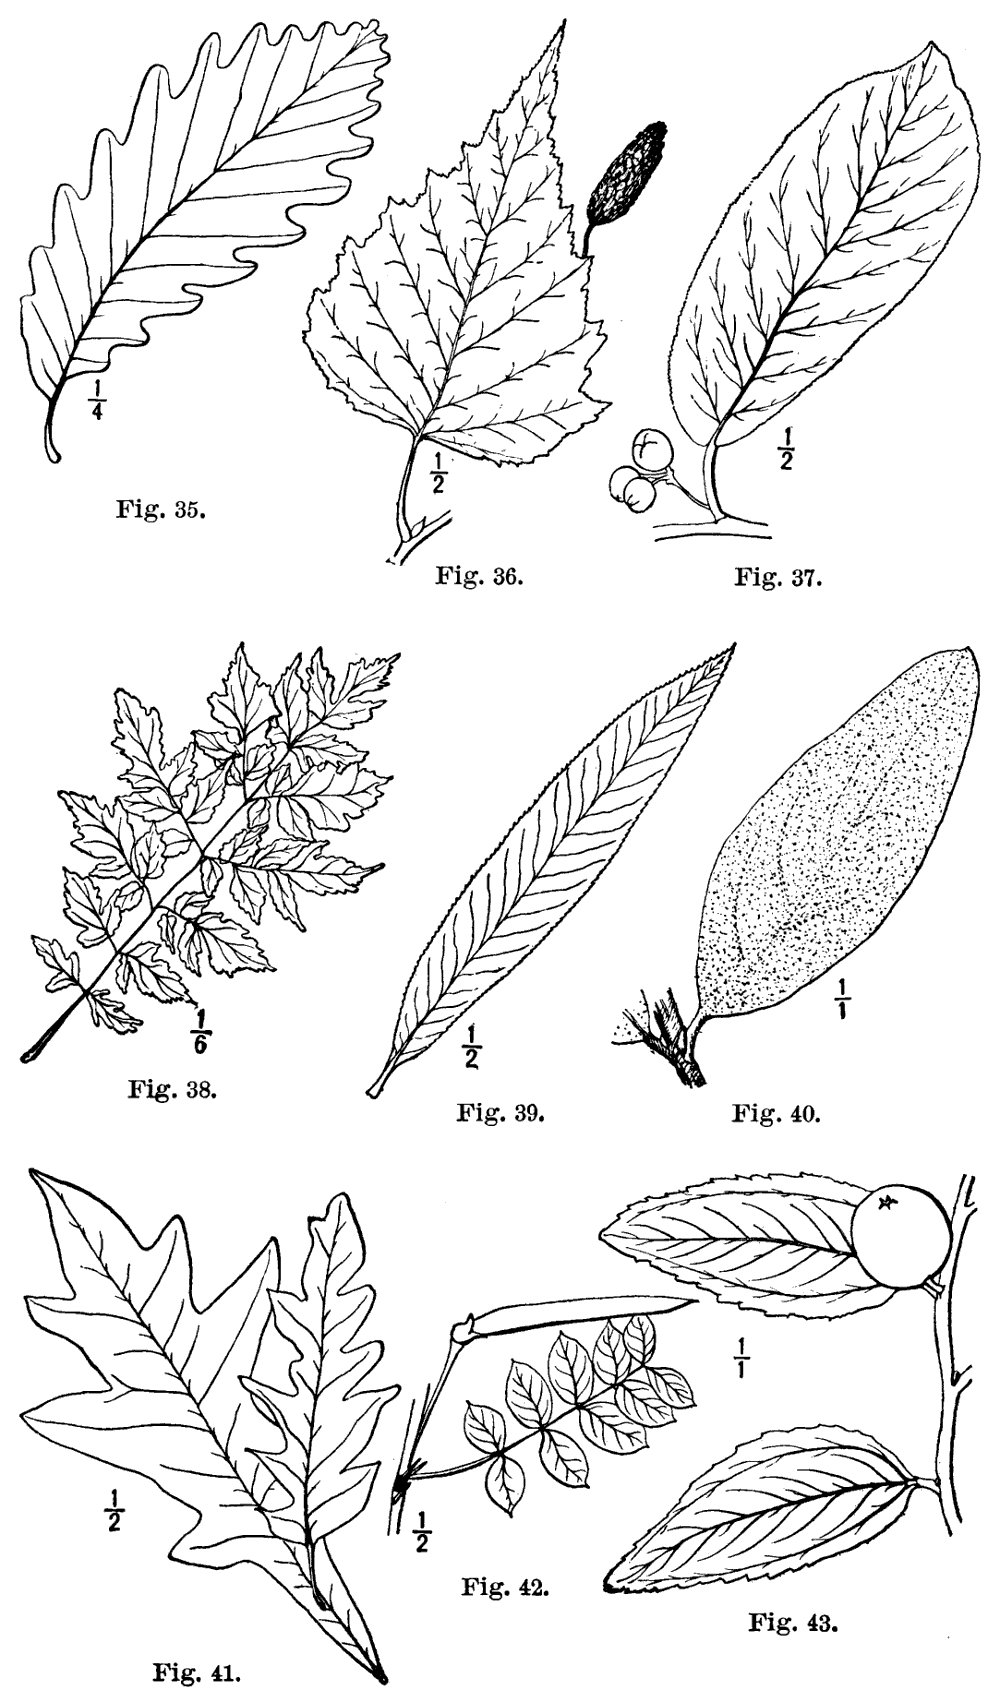 1/4
Fig. 35.
1/2
Fig. 36.
1/2
Fig. 37.
1/6
Fig. 38.
1/2
Fig. 39.
1/1
Fig. 40.
1/2
Fig. 41.
1/2
Fig. 42.
1/1
Fig. 43.